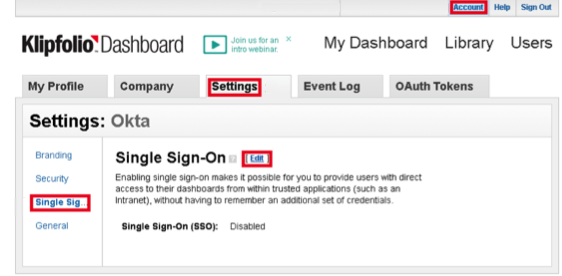 Account Help Sign Out
Klipfolio Dashboard
Join us for an
intro webinar. ×
My Dashboard Library Users
My Profile Company Settings Event Log OAuth Tokens
Settings: Okta
Branding
Security
Single Sig...
General
Single Sign-On [Edit]
Enabling single sign-on makes it possible for you to provide users with direct
access to their dashboards from within trusted applications (such as an
Intranet), without having to remember an additional set of credentials.
Single Sign-On (SSO): Disabled